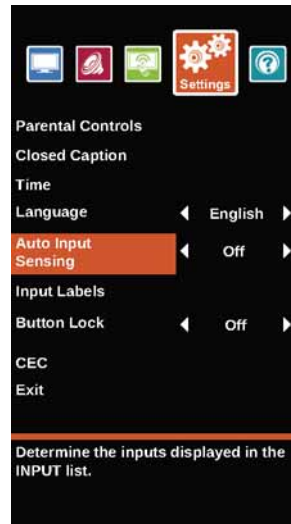 Settings
Parental Controls
Closed Caption
Time
Language English
Auto Input
Sensing Off
Input Labels
Button Lock Off
CEC
Exit
Determine the inputs displayed in the
INPUT list.